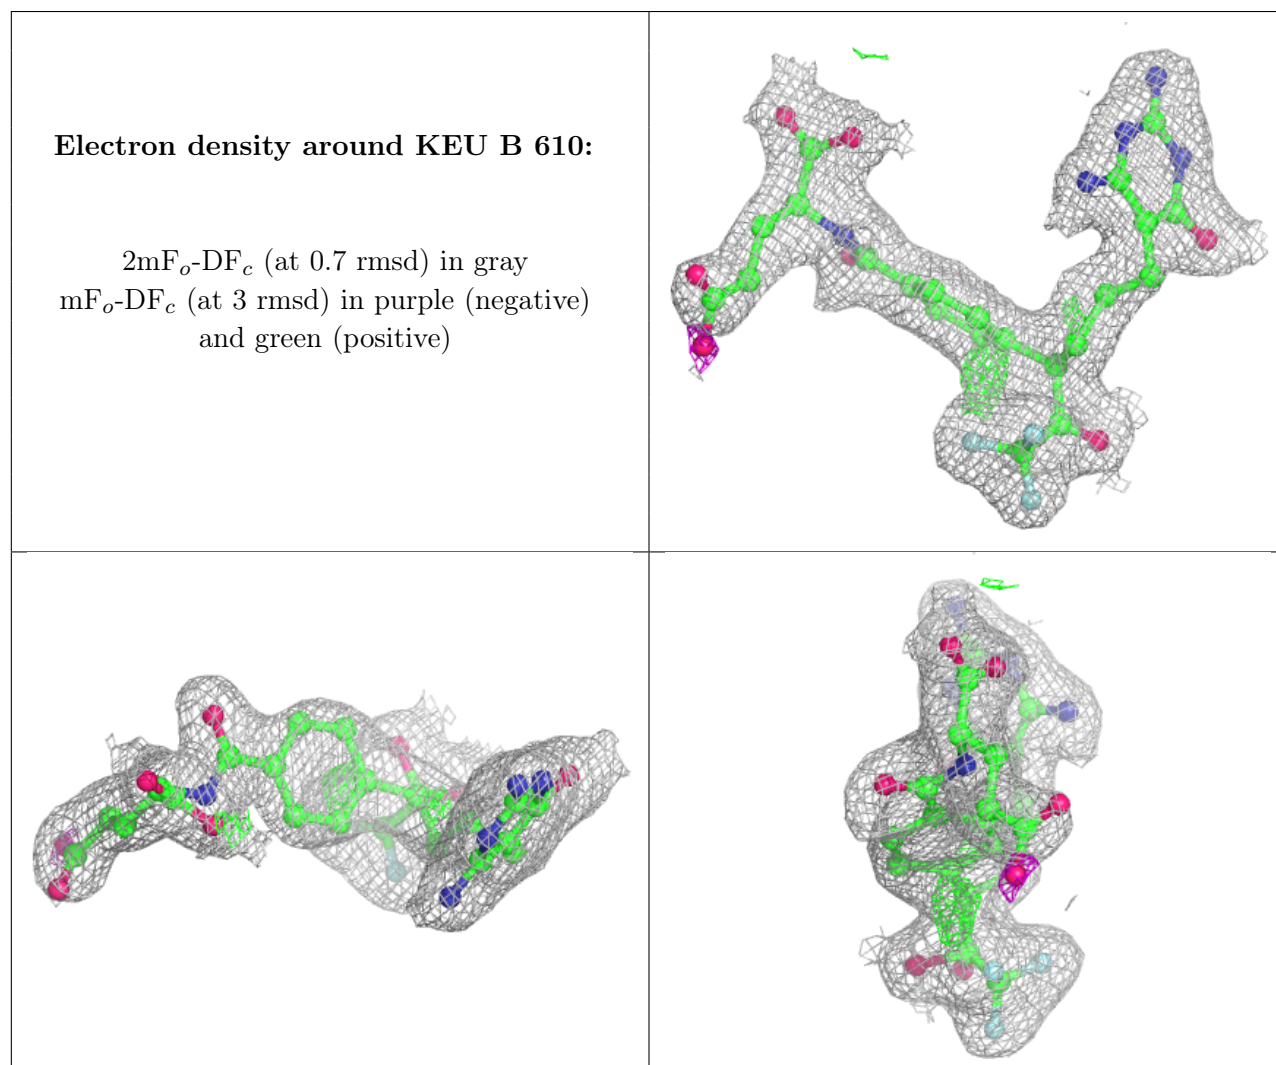 Electron density around KEU B 610:
2mFₒ-DF𝒸 (at 0.7 rmsd) in gray
mFₒ-DF𝒸 (at 3 rmsd) in purple (negative)
and green (positive)